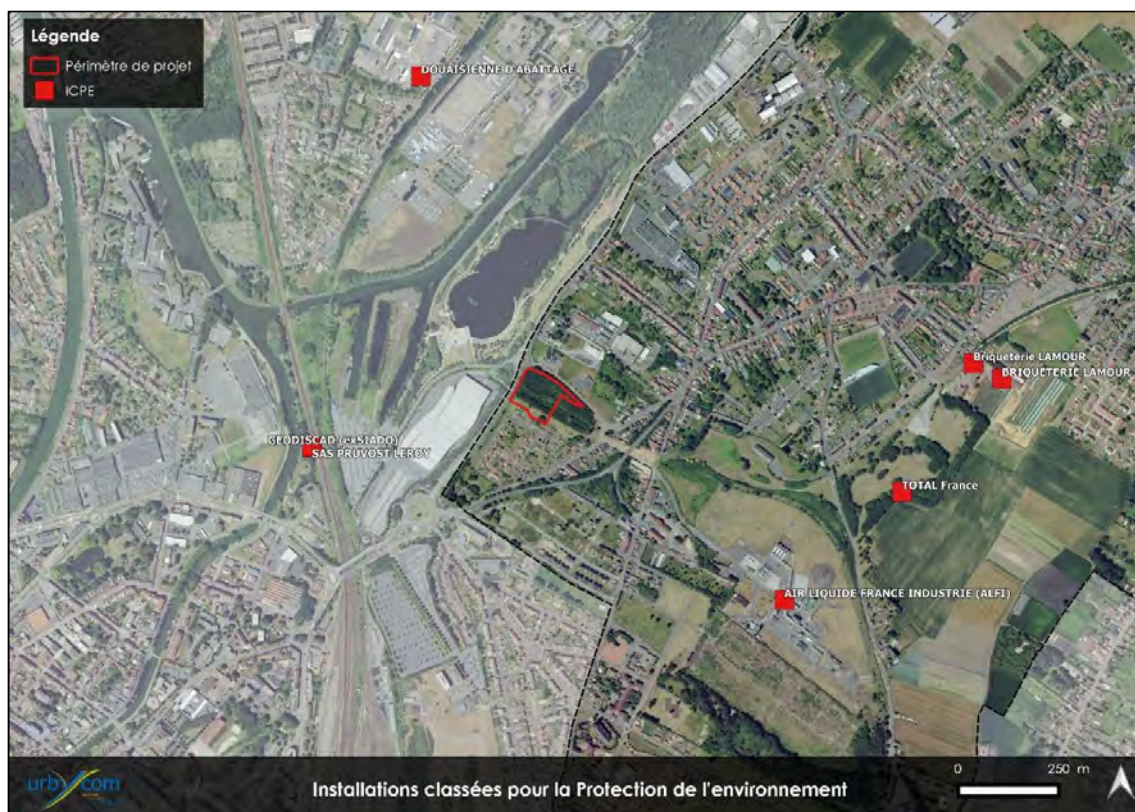 Légende
Périmètre de projet
ICPE
DOUAISIENNE D'ABATTAGE
Briqueterie LAMOUR
BRIQUETERIE LAMOUR
GEODISCAD (exSIADO)
SAS PRUVOST LEROY
TOTAL France
AIR LIQUIDE FRANCE INDUSTRIE (ALFI)
urbycom
Installations classées pour la Protection de l'environnement
0 250 m